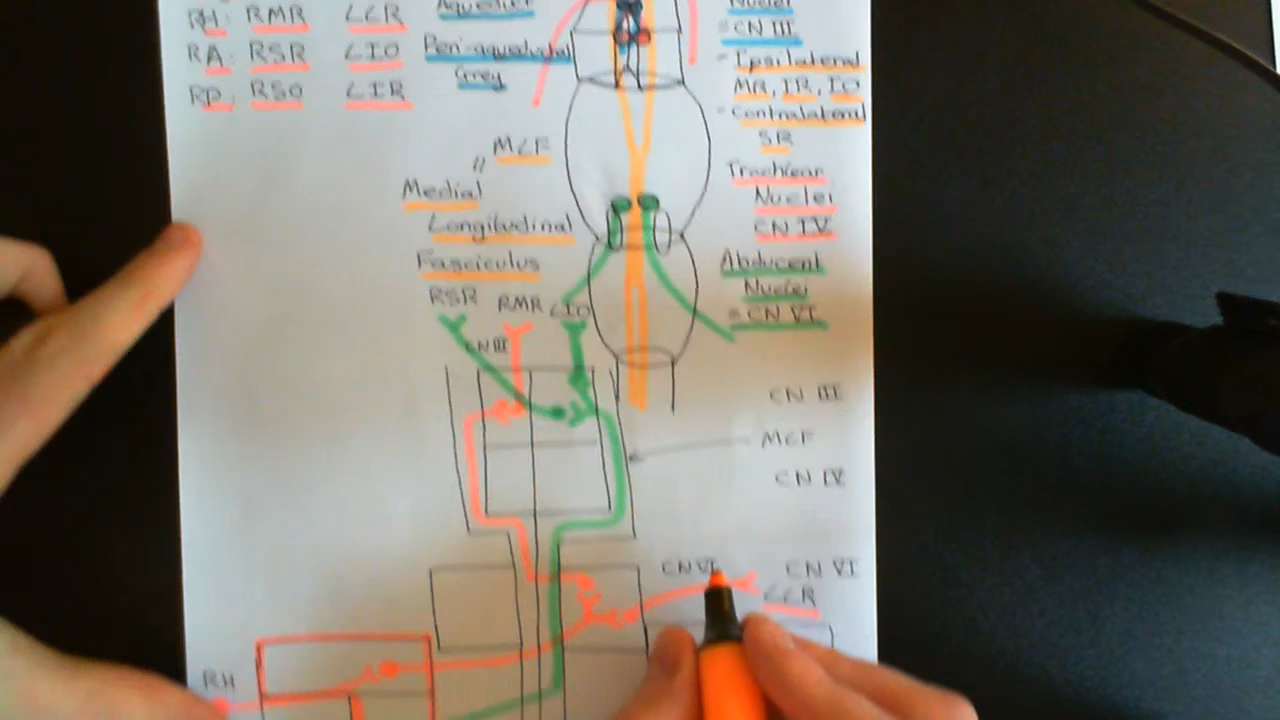 RH: RMR LLR
RA: RSR LIO
RP: RSO LIR
Aqueduct
Peri-aqueductal
Grey
Nuclei
=CN III
- Ipsilateral
MR, IR, IO
- Contralateral
SR
MLF
"
Medial
Longitudinal
Fasciculus
Trochlear
Nuclei
CN IV
Abducent
Nuclei
=CN VI
RSR RMR LIO
CN III
CN III
MLF
CN IV
CN VI
CN VI
LLR
RH